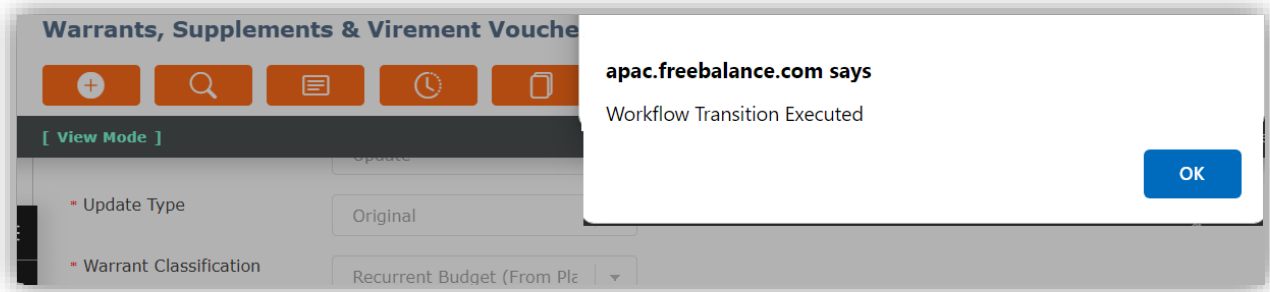 Warrants, Supplements & Virement Vouche
apac.freebalance.com says
Workflow Transition Executed
OK
[ View Mode ]
Update
* Update Type
Original
* Warrant Classification
Recurrent Budget (From Pla